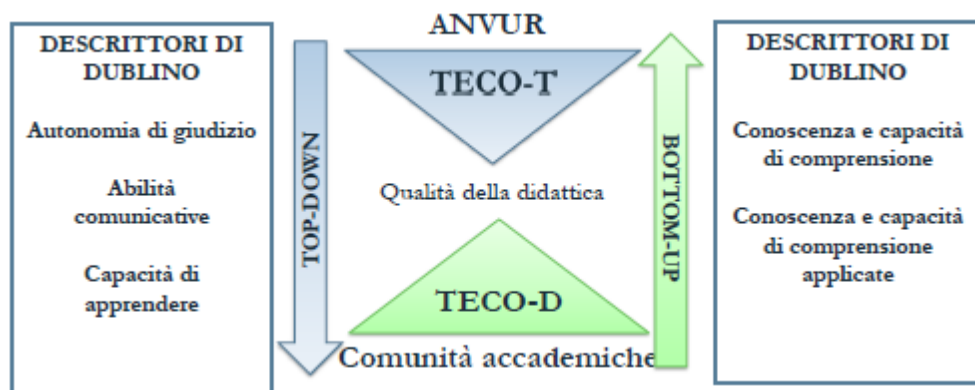 DESCRITTORI DI
DUBLINO
Autonomia di giudizio
Abilità
comunicative
Capacità di
apprendere
TOP-DOWN
ANVUR
TECO-T
Qualità della didattica
TECO-D
Comunità accademiche
BOTTOM-UP
DESCRITTORI DI
DUBLINO
Conoscenza e capacità
di comprensione
Conoscenza e capacità
di comprensione
applicate